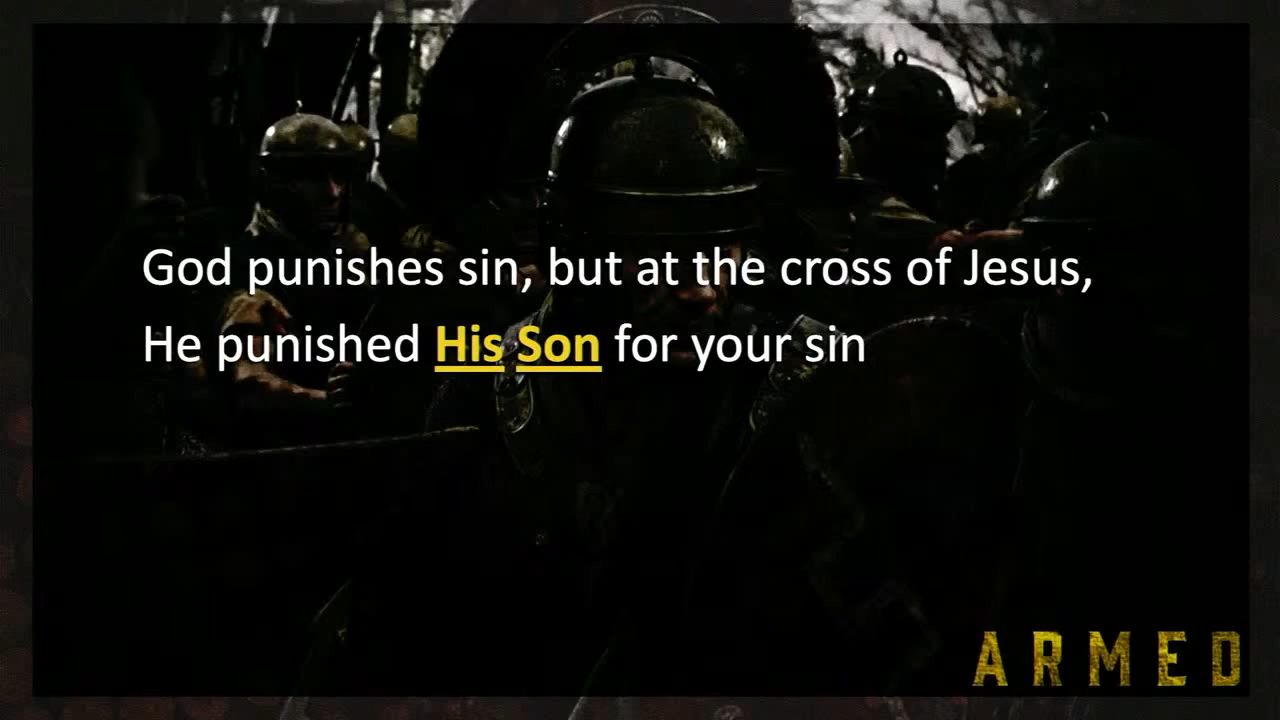 God punishes sin, but at the cross of Jesus,
He punished His Son for your sin
ARMED